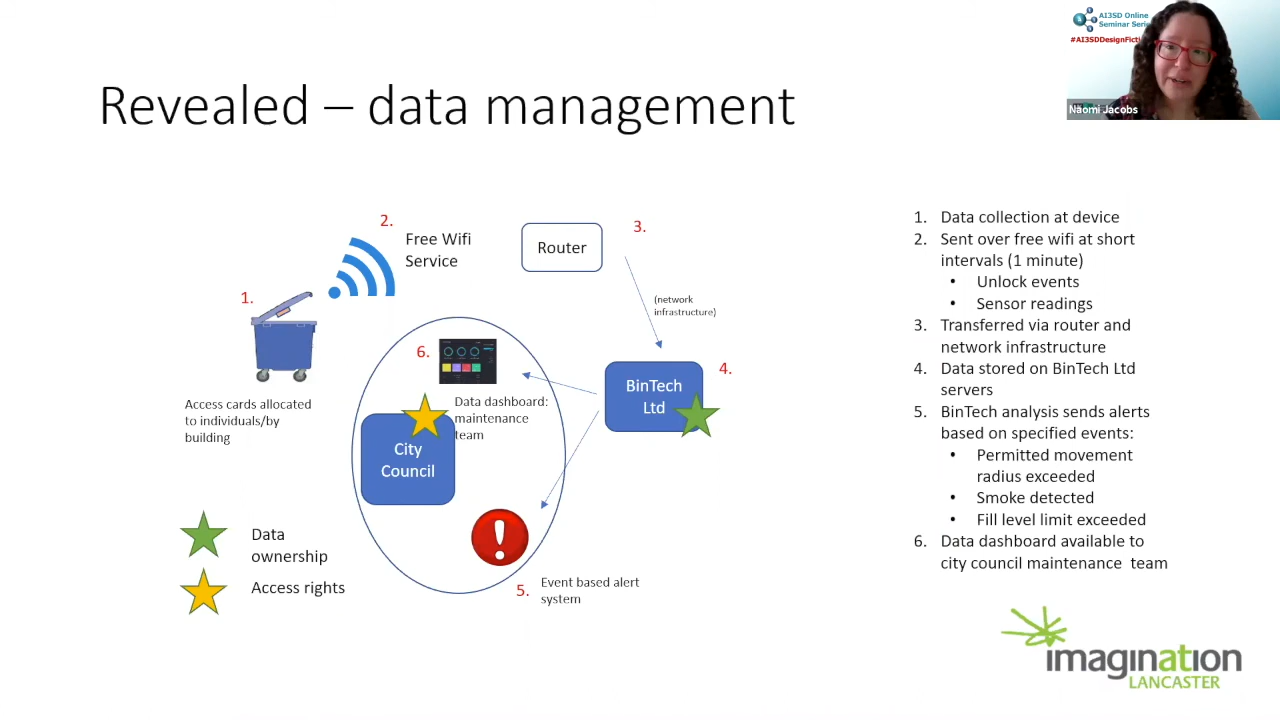 AI3SD Online
Seminar Serie
#AI3SDDesignFicti
Naomi Jacobs
Revealed – data management
2.
Free Wifi
Service
Router
3.
(network
infrastructure)
1.
6.
BinTech
Ltd
4.
Access cards allocated
to individuals/by
building
Data dashboard:
maintenance
team
City
Council
Data
ownership
Access rights
5.
Event based alert
system
1. Data collection at device
2. Sent over free wifi at short
intervals (1 minute)
• Unlock events
• Sensor readings
3. Transferred via router and
network infrastructure
4. Data stored on BinTech Ltd
servers
5. BinTech analysis sends alerts
based on specified events:
• Permitted movement
radius exceeded
• Smoke detected
• Fill level limit exceeded
6. Data dashboard available to
city council maintenance team
imagination
LANCASTER